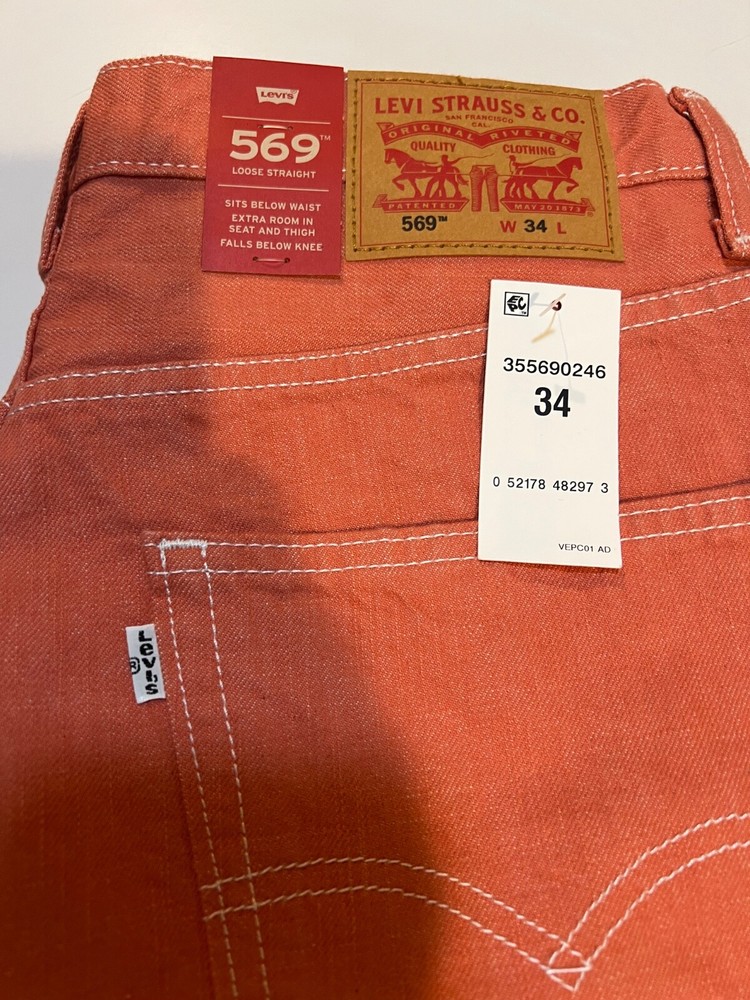 Levi's
569™
LOOSE STRAIGHT
SITS BELOW WAIST
EXTRA ROOM IN
SEAT AND THIGH
FALLS BELOW KNEE
LEVI STRAUSS & CO.
SAN FRANCISCO
CAL.
ORIGINAL RIVETED
QUALITY CLOTHING
PATENTED MAY 20 1873
569™ W 34 L
355690246
34
0 52178 48297 3
VEPC01 AD
Levi's
®